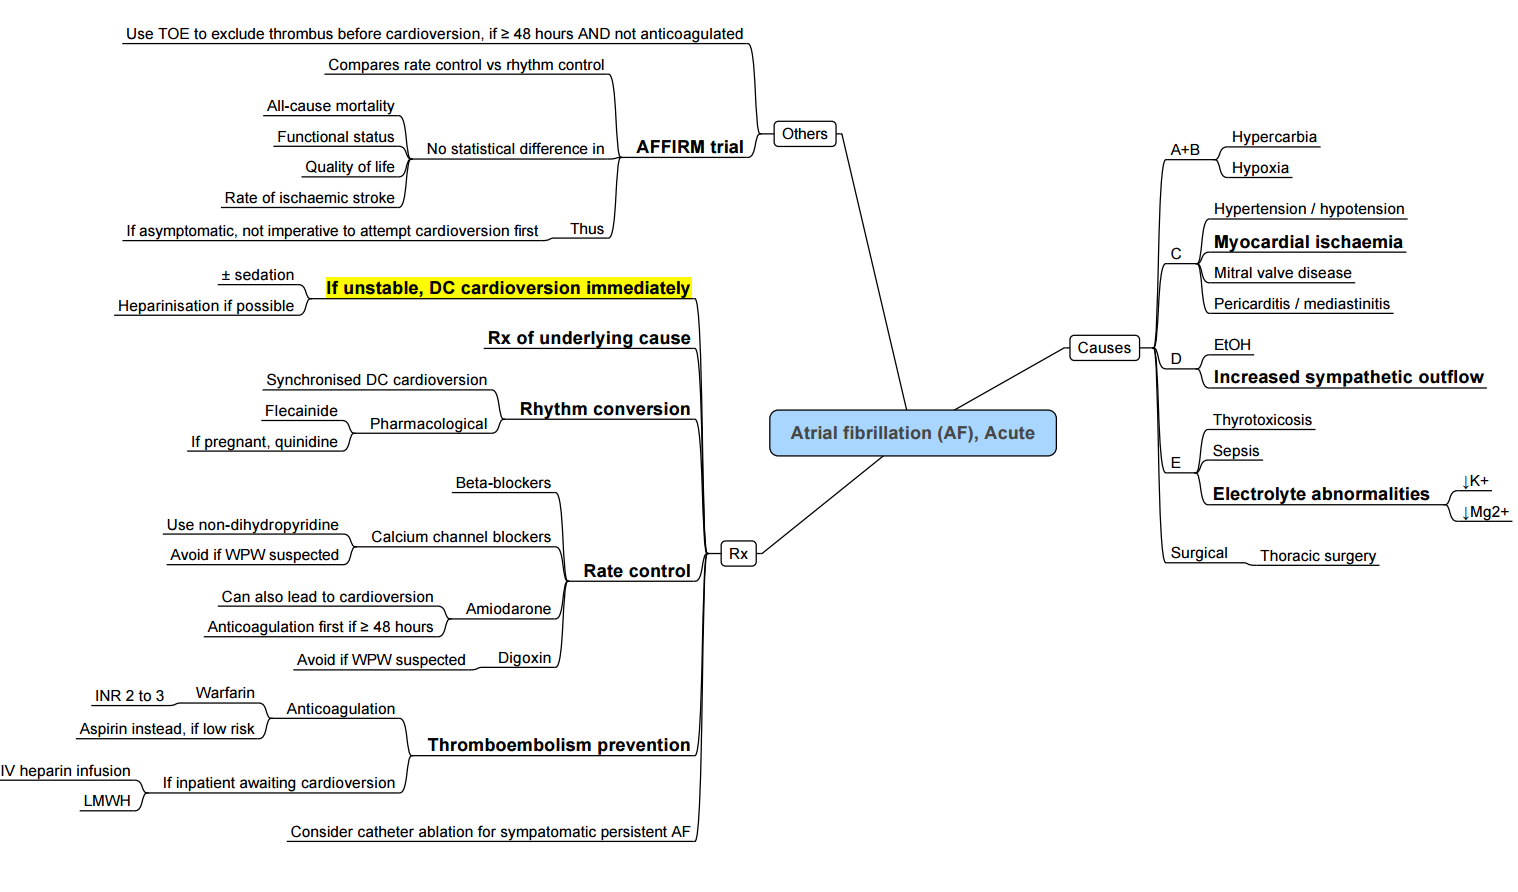 Use TOE to exclude thrombus before cardioversion, if ≥ 48 hours AND not anticoagulated
Compares rate control vs rhythm control
All-cause mortality
Functional status
Quality of life
Rate of ischaemic stroke
No statistical difference in
AFFIRM trial
If asymptomatic, not imperative to attempt cardioversion first
Thus
Others
± sedation
Heparinisation if possible
If unstable, DC cardioversion immediately
Rx of underlying cause
Synchronised DC cardioversion
Flecainide
If pregnant, quinidine
Pharmacological
Rhythm conversion
Beta-blockers
Use non-dihydropyridine
Avoid if WPW suspected
Calcium channel blockers
Can also lead to cardioversion
Anticoagulation first if ≥ 48 hours
Amiodarone
Avoid if WPW suspected
Digoxin
Rate control
INR 2 to 3
Warfarin
Aspirin instead, if low risk
Anticoagulation
IV heparin infusion
LMWH
If inpatient awaiting cardioversion
Thromboembolism prevention
Consider catheter ablation for sympatomatic persistent AF
Rx
Atrial fibrillation (AF), Acute
Causes
A+B
Hypercarbia
Hypoxia
C
Hypertension / hypotension
Myocardial ischaemia
Mitral valve disease
Pericarditis / mediastinitis
D
EtOH
Increased sympathetic outflow
E
Thyrotoxicosis
Sepsis
Electrolyte abnormalities
↓K+
↓Mg2+
Surgical
Thoracic surgery